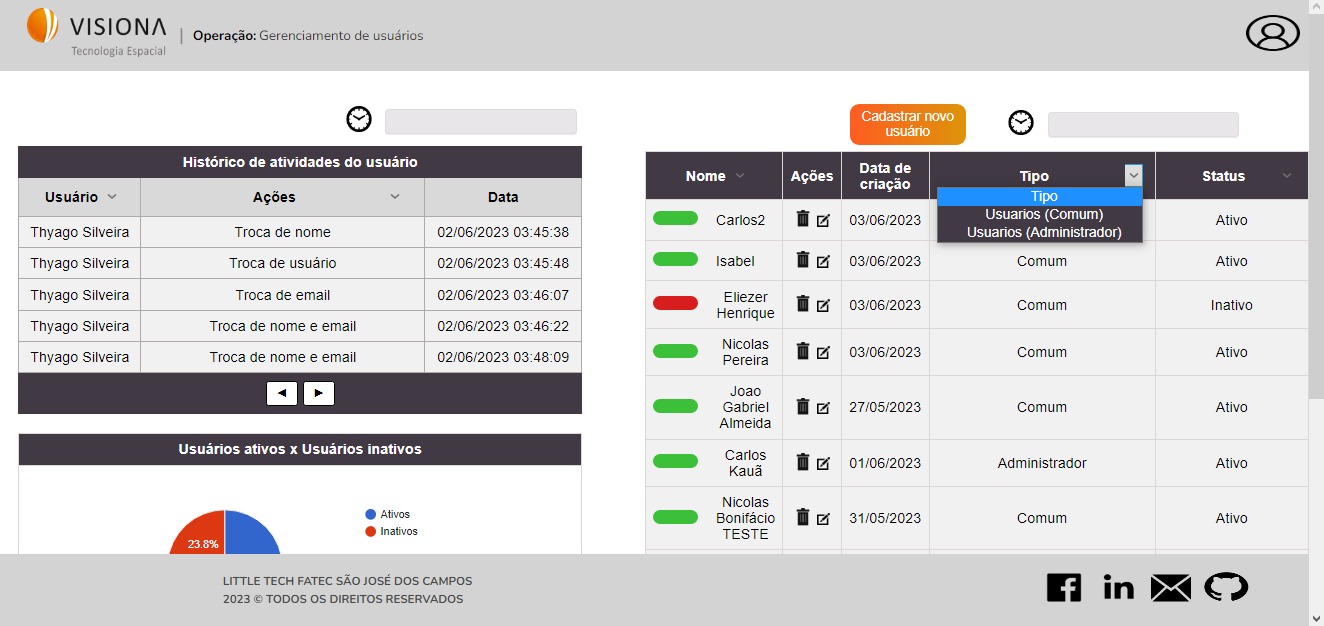 VISIONA
Tecnologia Espacial
Operação: Gerenciamento de usuários
Histórico de atividades do usuário
Usuário Ações Data
Thyago Silveira Troca de nome 02/06/2023 03:45:38
Thyago Silveira Troca de usuário 02/06/2023 03:45:48
Thyago Silveira Troca de email 02/06/2023 03:46:07
Thyago Silveira Troca de nome e email 02/06/2023 03:46:22
Thyago Silveira Troca de nome e email 02/06/2023 03:48:09
Usuários ativos x Usuários inativos
23.8%
Ativos
Inativos
Cadastrar novo
usuário
Nome Ações Data de
criação Tipo Status
Tipo
Usuarios (Comum)
Usuarios (Administrador)
Carlos2 03/06/2023 Ativo
Isabel 03/06/2023 Comum Ativo
Eliezer
Henrique 03/06/2023 Comum Inativo
Nicolas
Pereira 03/06/2023 Comum Ativo
Joao
Gabriel
Almeida 27/05/2023 Comum Ativo
Carlos
Kauã 01/06/2023 Administrador Ativo
Nicolas
Bonifácio
TESTE 31/05/2023 Comum Ativo
LITTLE TECH FATEC SÃO JOSÉ DOS CAMPOS
2023 © TODOS OS DIREITOS RESERVADOS